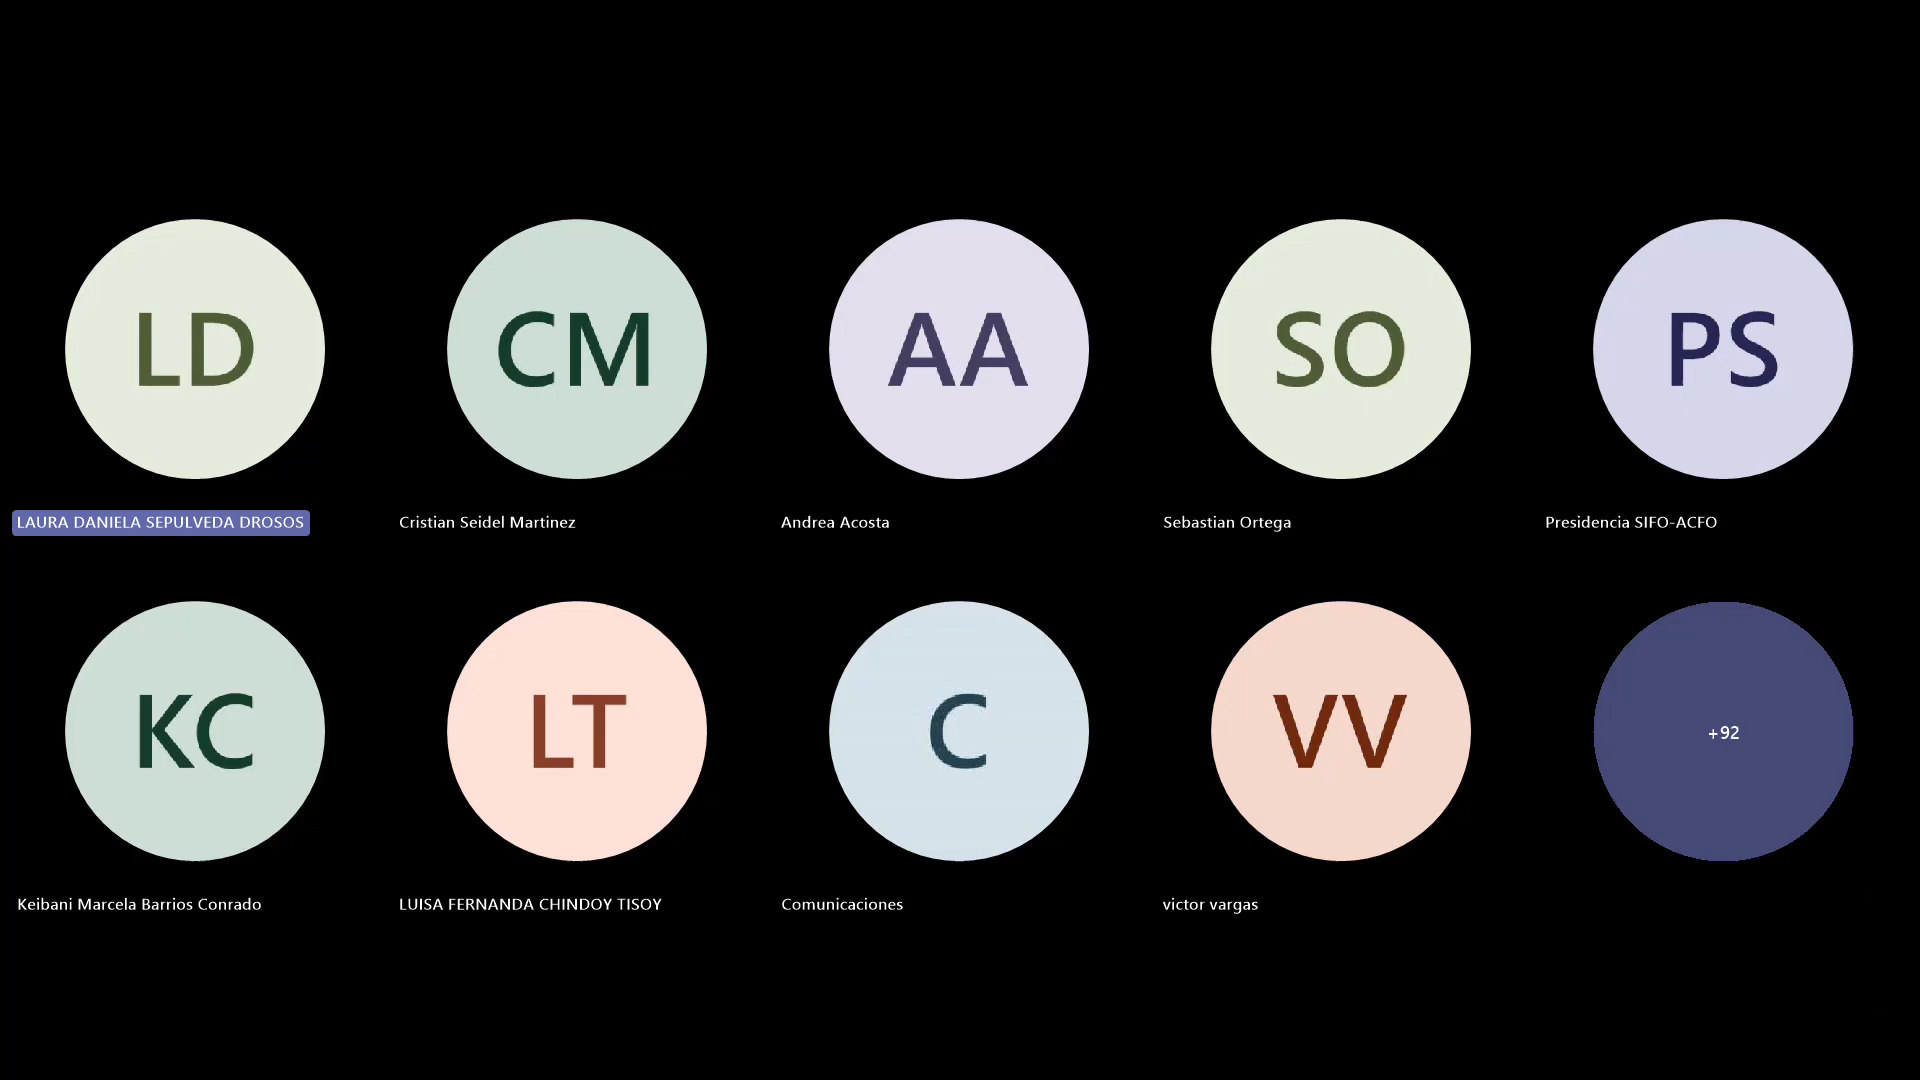 LD
CM
AA
SO
PS
LAURA DANIELA SEPULVEDA DROSOS
Cristian Seidel Martinez
Andrea Acosta
Sebastian Ortega
Presidencia SIFO-ACFO
KC
LT
C
VV
+92
Keibani Marcela Barrios Conrado
LUISA FERNANDA CHINDOY TISOY
Comunicaciones
victor vargas